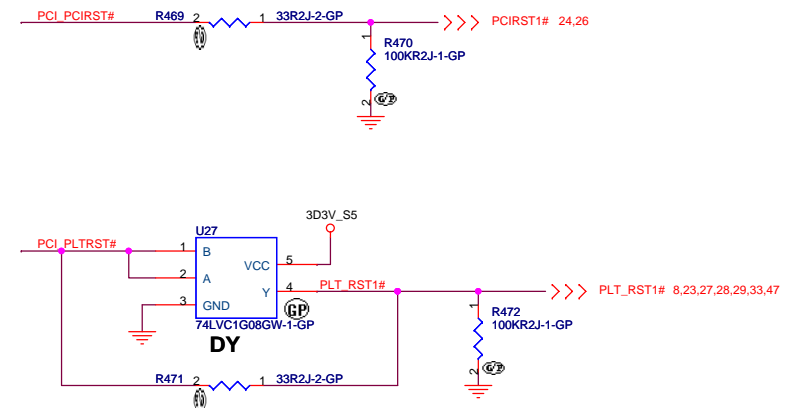 PCI_PCIRST# R469 2 1 33R2J-2-GP PCIRST1# 24,26
1 R470
100KR2J-1-GP
2 G/P
3D3V_S5
U27
PCI_PLTRST# 1 B
VCC 5
2 A
Y 4 PLT_RST1# PLT_RST1# 8,23,27,28,29,33,47
3 GND
GP
1 R472
74LVC1G08GW-1-GP 100KR2J-1-GP
DY
2 G/P
R471 2 1 33R2J-2-GP